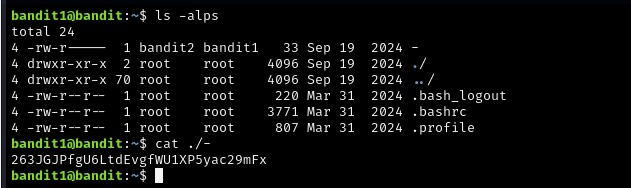 bandit1@bandit:~$ ls -alps
total 24
4 -rw-r-----  1 bandit2 bandit1   33 Sep 19  2024 -
4 drwxr-xr-x  2 root    root    4096 Sep 19  2024 ./
4 drwxr-xr-x 70 root    root    4096 Sep 19  2024 ../
4 -rw-r--r--  1 root    root     220 Mar 31  2024 .bash_logout
4 -rw-r--r--  1 root    root    3771 Mar 31  2024 .bashrc
4 -rw-r--r--  1 root    root     807 Mar 31  2024 .profile
bandit1@bandit:~$ cat ./-
263JGJPfgU6LtdEvgfWU1XP5yac29mFx
bandit1@bandit:~$